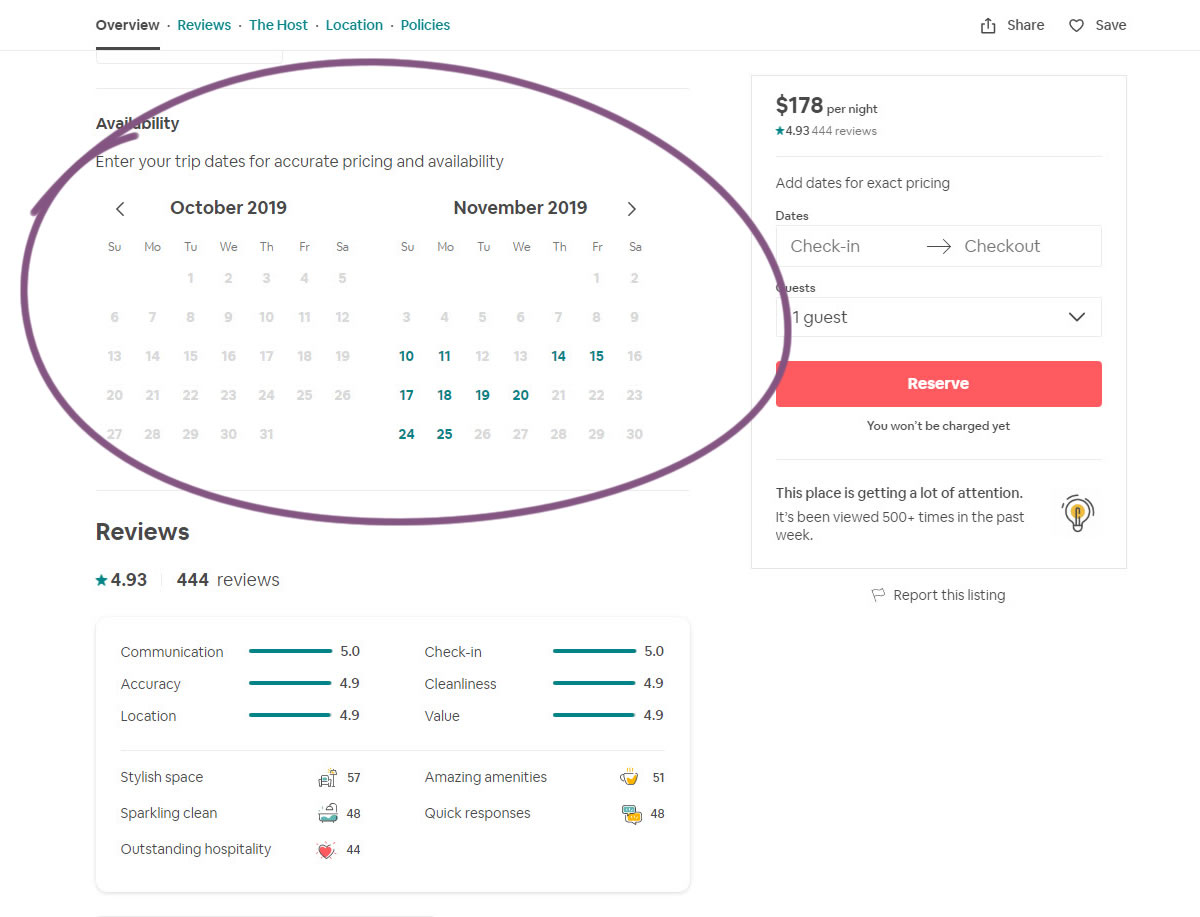 Overview · Reviews · The Host · Location · Policies
Share
Save
Availability
Enter your trip dates for accurate pricing and availability
October 2019
Su Mo Tu We Th Fr Sa
1 2 3 4 5
6 7 8 9 10 11 12
13 14 15 16 17 18 19
20 21 22 23 24 25 26
27 28 29 30 31
November 2019
Su Mo Tu We Th Fr Sa
1 2
3 4 5 6 7 8 9
10 11 12 13 14 15 16
17 18 19 20 21 22 23
24 25 26 27 28 29 30
$178 per night
4.93 444 reviews
Add dates for exact pricing
Dates
Check-in → Checkout
Guests
1 guest
Reserve
You won't be charged yet
This place is getting a lot of attention.
It's been viewed 500+ times in the past
week.
Report this listing
Reviews
4.93 444 reviews
Communication 5.0
Check-in 5.0
Accuracy 4.9
Cleanliness 4.9
Location 4.9
Value 4.9
Stylish space 57
Amazing amenities 51
Sparkling clean 48
Quick responses 48
Outstanding hospitality 44